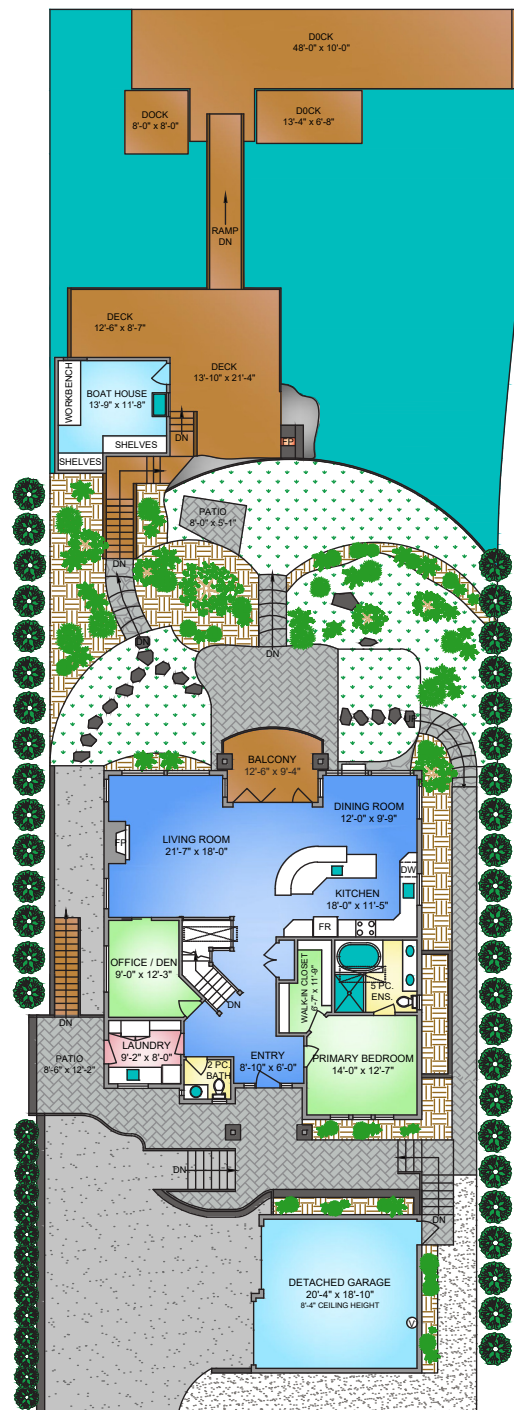 DOCK
48'-0" x 10'-0"
DOCK
8'-0" x 8'-0"
DOCK
13'-4" x 6'-8"
RAMP
DN
DECK
12'-6" x 8'-7"
DECK
13'-10" x 21'-4"
WORKBENCH
BOAT HOUSE
13'-9" x 11'-8"
SHELVES
SHELVES
DN
FP
PATIO
8'-0" x 5'-1"
DN
DN
DN
UP
BALCONY
12'-6" x 9'-4"
DINING ROOM
12'-0" x 9'-9"
LIVING ROOM
21'-7" x 18'-0"
FP
DW
KITCHEN
18'-0" x 11'-5"
FR
OFFICE / DEN
9'-0" x 12'-3"
DN
WALK-IN CLOSET
6'-7" x 11'-9"
5 PC.
ENS.
DN
LAUNDRY
9'-2" x 8'-0"
PATIO
8'-6" x 12'-2"
2 PC.
BATH
ENTRY
8'-10" x 6'-0"
PRIMARY BEDROOM
14'-0" x 12'-7"
DN
DN
DETACHED GARAGE
20'-4" x 18'-10"
8'-4" CEILING HEIGHT
V